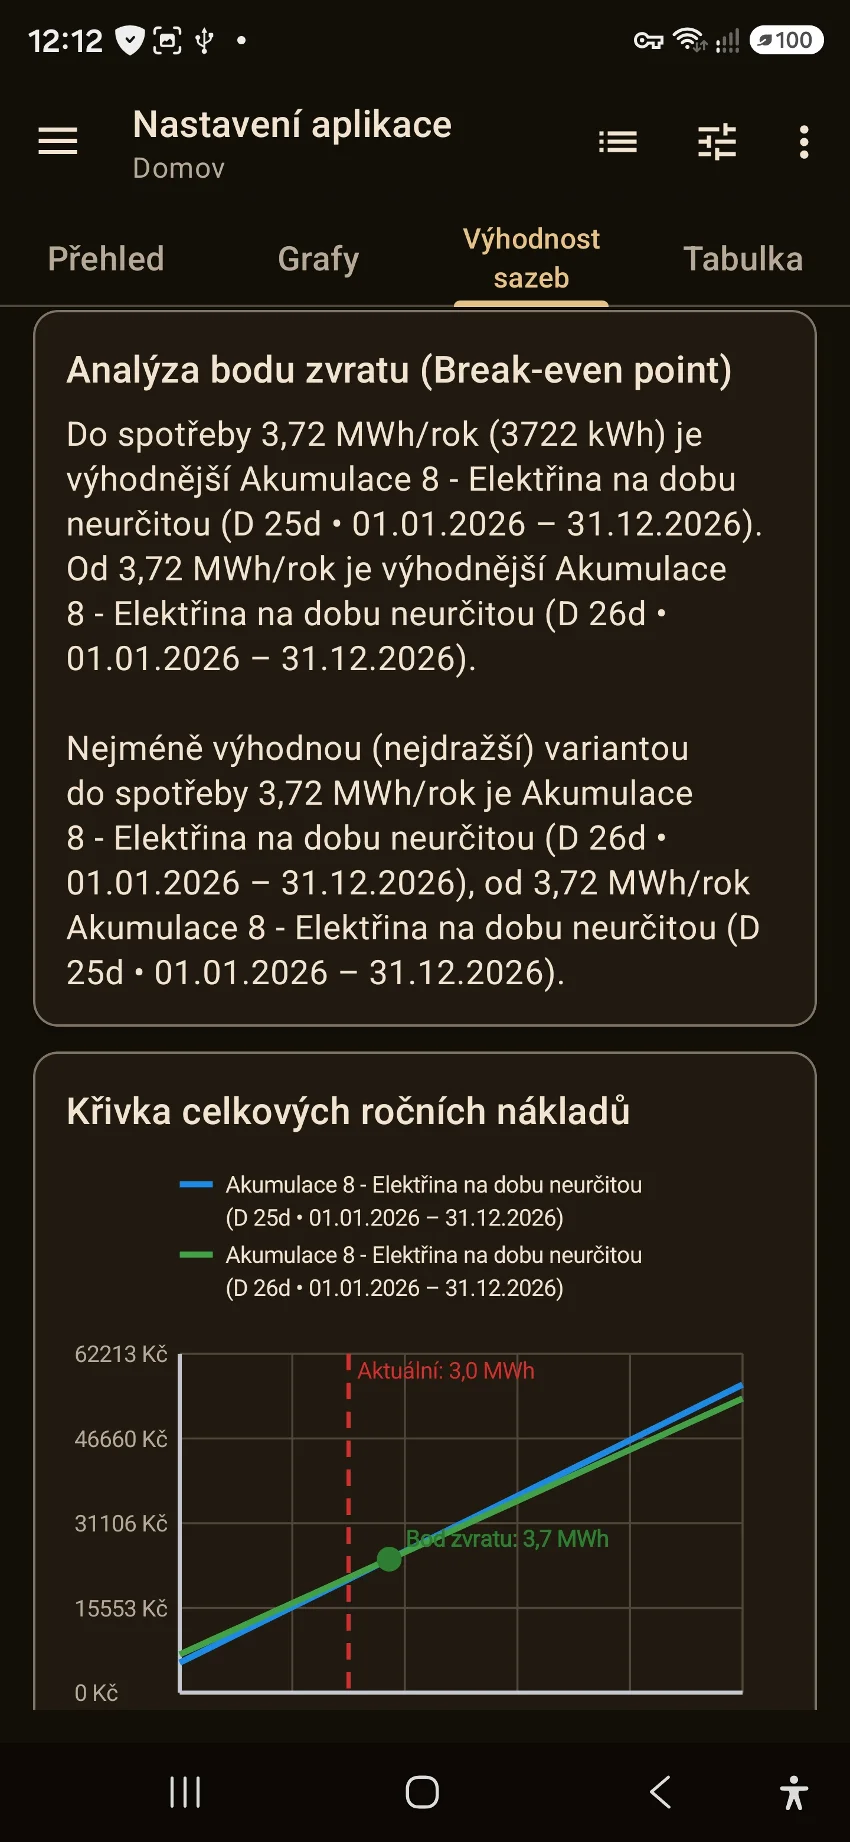 12:12
100
Nastavení aplikace
Domov
Přehled
Grafy
Výhodnost
sazeb
Tabulka
Analýza bodu zvratu (Break-even point)
Do spotřeby 3,72 MWh/rok (3722 kWh) je
výhodnější Akumulace 8 - Elektřina na dobu
neurčitou (D 25d • 01.01.2026 – 31.12.2026).
Od 3,72 MWh/rok je výhodnější Akumulace
8 - Elektřina na dobu neurčitou (D 26d •
01.01.2026 – 31.12.2026).
Nejméně výhodnou (nejdražší) variantou
do spotřeby 3,72 MWh/rok je Akumulace
8 - Elektřina na dobu neurčitou (D 26d •
01.01.2026 – 31.12.2026), od 3,72 MWh/rok
Akumulace 8 - Elektřina na dobu neurčitou (D
25d • 01.01.2026 – 31.12.2026).
Křivka celkových ročních nákladů
Akumulace 8 - Elektřina na dobu neurčitou
(D 25d • 01.01.2026 – 31.12.2026)
Akumulace 8 - Elektřina na dobu neurčitou
(D 26d • 01.01.2026 – 31.12.2026)
62213 Kč
Aktuální: 3,0 MWh
46660 Kč
31106 Kč
Bod zvratu: 3,7 MWh
15553 Kč
0 Kč